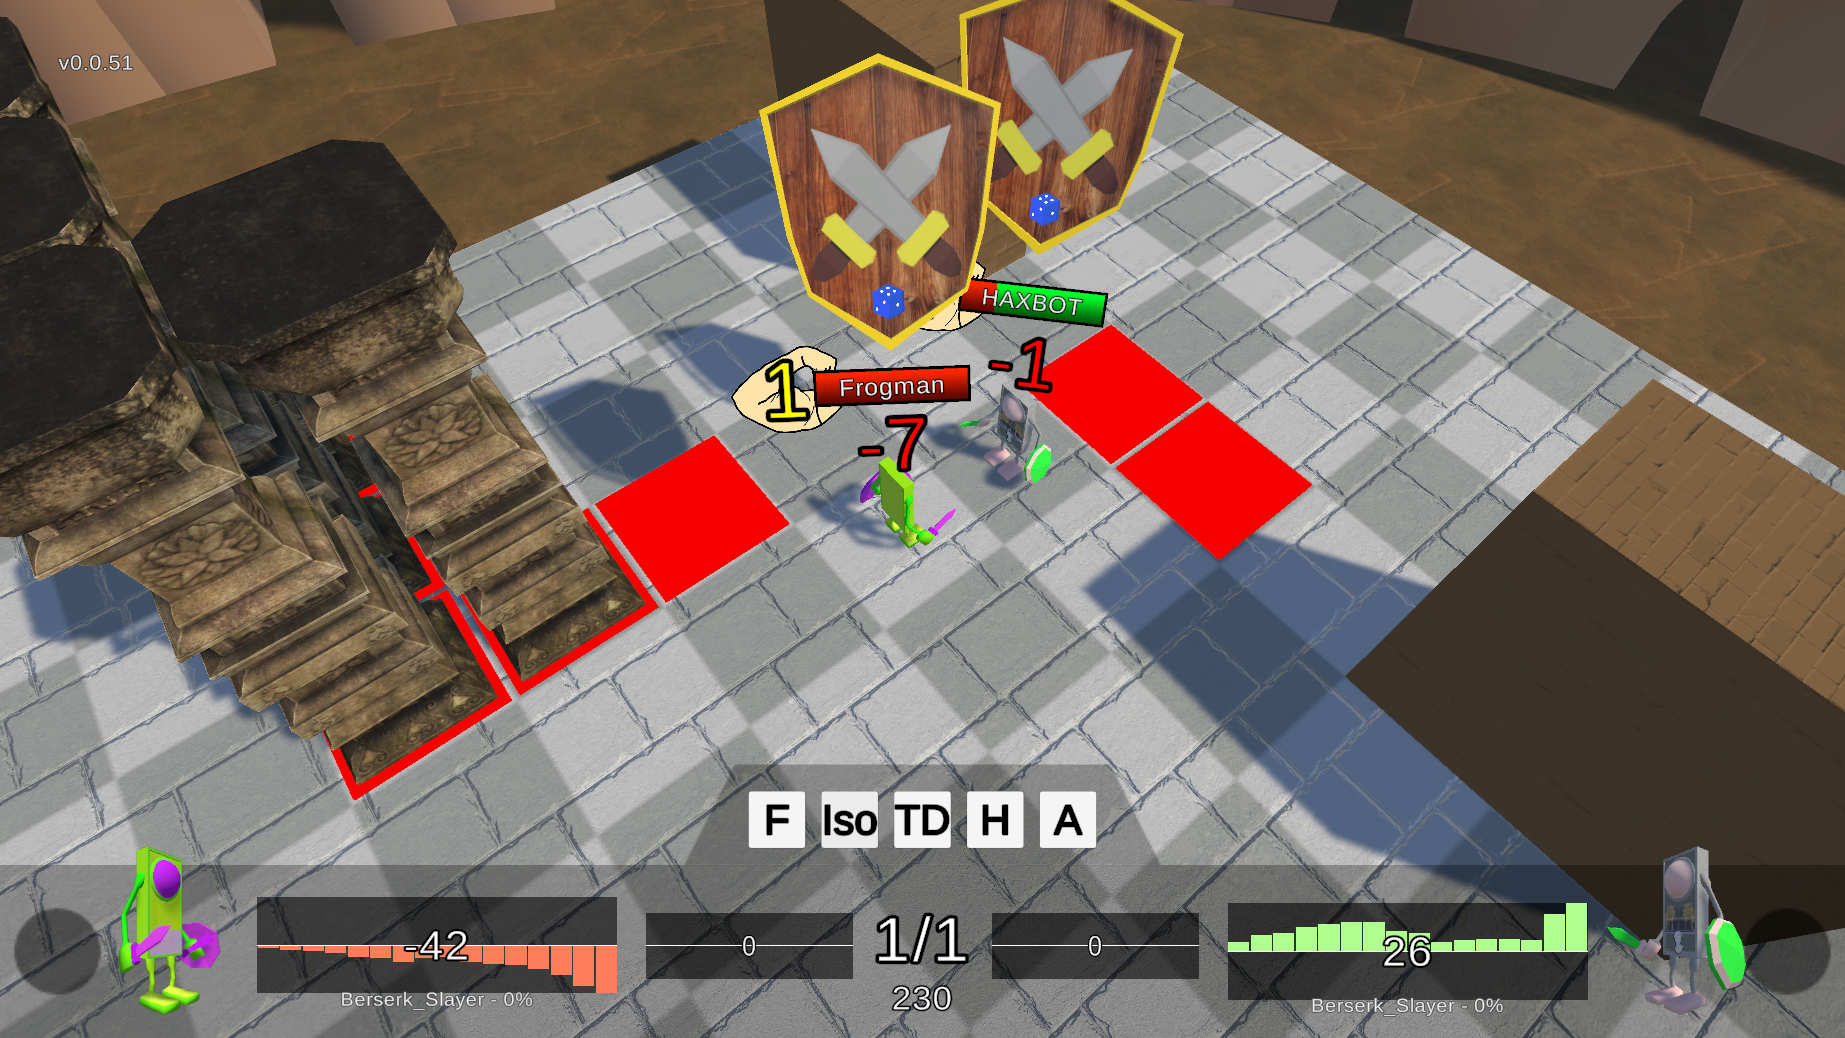 v0.0.51
HAXBOT
-1
1
Frogman
-7
F Iso TD H A
-42
0
1/1
0
26
Berserk_Slayer - 0%
230
Berserk_Slayer - 0%